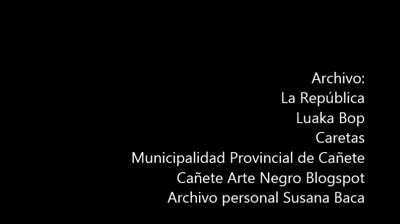 Archivo:
La República
Luaka Bop
Caretas
Municipalidad Provincial de Cañete
Cañete Arte Negro Blogspot
Archivo personal Susana Baca